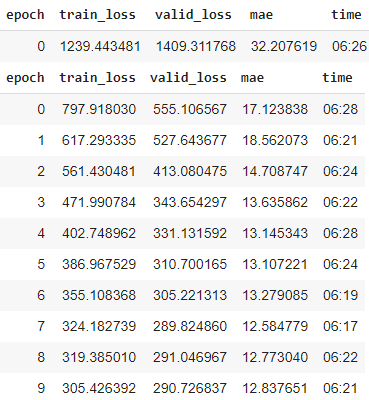 epoch train_loss valid_loss mae time
0 1239.443481 1409.311768 32.207619 06:26
epoch train_loss valid_loss mae time
0 797.918030 555.106567 17.123838 06:28
1 617.293335 527.643677 18.562073 06:21
2 561.430481 413.080475 14.708747 06:24
3 471.990784 343.654297 13.635862 06:22
4 402.748962 331.131592 13.145343 06:28
5 386.967529 310.700165 13.107221 06:24
6 355.108368 305.221313 13.279085 06:19
7 324.182739 289.824860 12.584779 06:17
8 319.385010 291.046967 12.773040 06:22
9 305.426392 290.726837 12.837651 06:21